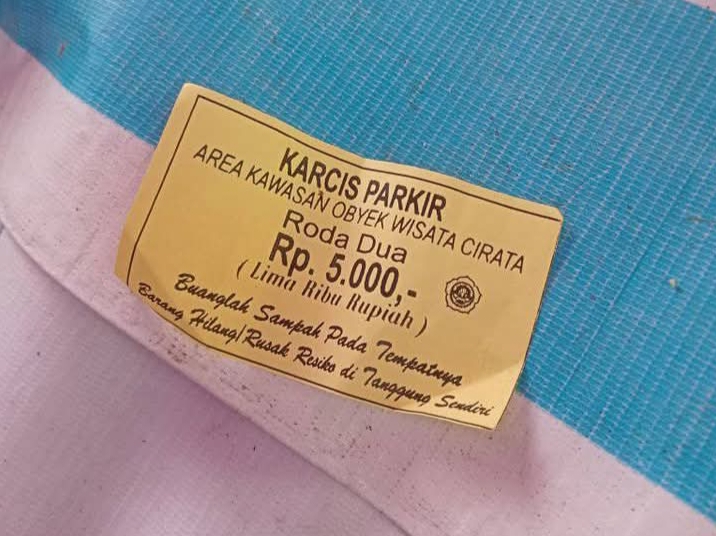 KARCIS PARKIR
AREA KAWASAN OBYEK WISATA CIRATA
Roda Dua
Rp. 5.000,-
( Lima Ribu Rupiah )
Buanglah Sampah Pada Tempatnya
Barang Hilang/Rusak Resiko di Tanggung Sendiri